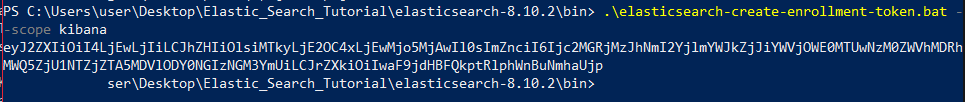 PS C:\Users\user\Desktop\Elastic_Search_Tutorial\elasticsearch-8.10.2\bin> .\elasticsearch-create-enrollment-token.bat -
-scope kibana
eyJ2ZXIiOiI4LjEwLjIiLCJhZHIiOlsiMTkyLjE2OC4xLjEwMjo5MjAwIl0sImZnciI6Ijc2MGRjMzJhNmI2YjlmYWJkZjJiYWVjOWE0MTUwNzM0ZWVhMDRh
MWQ5ZjU1NTZjZTA5MDVlODY0NGIzNGM3YmUiLCJrZXkiOiIwaF9jdHBFQkptRlphWnBuNmhaUjp
ser\Desktop\Elastic_Search_Tutorial\elasticsearch-8.10.2\bin>